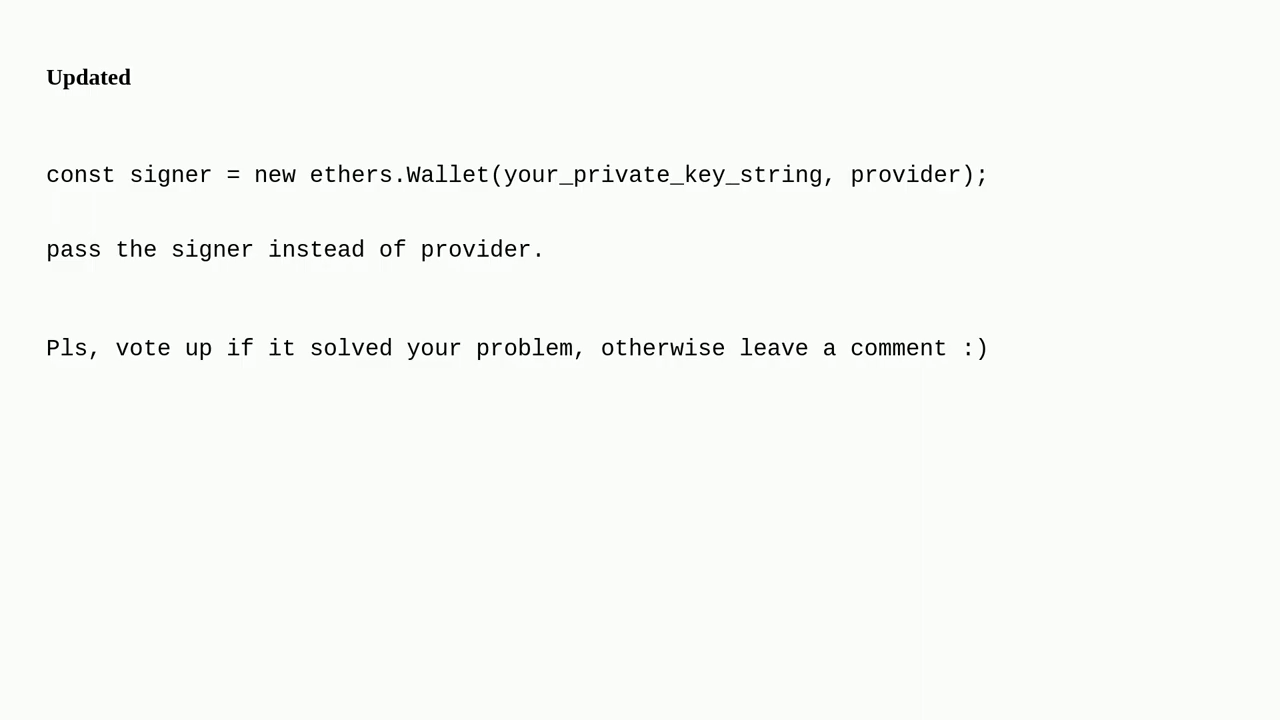 Updated
const signer = new ethers.Wallet(your_private_key_string, provider);
pass the signer instead of provider.
Pls, vote up if it solved your problem, otherwise leave a comment :)